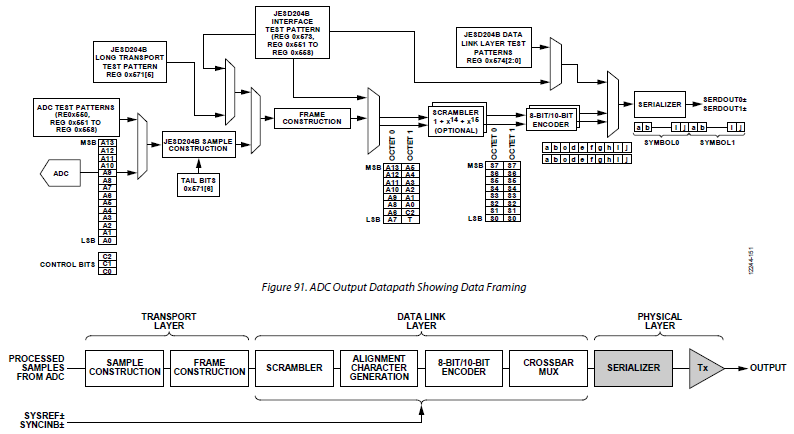 JESD204B
INTERFACE
TEST PATTERN
(REG 0x573,
REG 0x551 TO
REG 0x558)
JESD204B
LONG TRANSPORT
TEST PATTERN
REG 0x571[5]
JESD204B DATA
LINK LAYER TEST
PATTERNS
REG 0x574[2:0]
ADC TEST PATTERNS
(RE0x550,
REG 0x551 TO
REG 0x558)
ADC
MSB
A13
A12
A11
A10
A9
A8
A7
A6
A5
A4
A3
A2
A1
LSB
A0
CONTROL BITS
C2
C1
C0
JESD204B SAMPLE
CONSTRUCTION
TAIL BITS
0x571[6]
FRAME
CONSTRUCTION
OCTET 0
OCTET 1
MSB
A13 A5
A12 A4
A11 A3
A10 A2
A9 A1
A8 A0
A6 C2
LSB
A7 T
SCRAMBLER
1 + x14 + x15
(OPTIONAL)
OCTET 0
OCTET 1
MSB
S7 S7
S6 S6
S5 S5
S4 S4
S3 S3
S2 S2
S1 S1
LSB
S0 S0
8-BIT/10-BIT
ENCODER
a b c d e f g h i j
a b c d e f g h i j
SERIALIZER
SERDOUT0±
SERDOUT1±
a b i j a b i j
SYMBOL0 SYMBOL1
12244-151
Figure 91. ADC Output Datapath Showing Data Framing
TRANSPORT
LAYER
DATA LINK
LAYER
PHYSICAL
LAYER
PROCESSED
SAMPLES
FROM ADC
SAMPLE
CONSTRUCTION
FRAME
CONSTRUCTION
SCRAMBLER
ALIGNMENT
CHARACTER
GENERATION
8-BIT/10-BIT
ENCODER
CROSSBAR
MUX
SERIALIZER
Tx
OUTPUT
SYSREF±
SYNCINB±